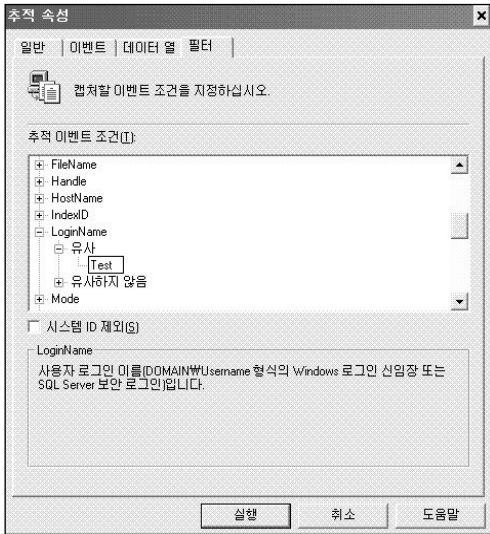 추적 속성
일반 이벤트 데이터 열 필터
캡처할 이벤트 조건을 지정하십시오.
추적 이벤트 조건(T):
FileName
Handle
HostName
IndexID
LoginName
유사
Test
유사하지 않음
Mode
시스템 ID 제외(S)
LoginName
사용자 로그인 이름(DOMAIN₩Username 형식의 Windows 로그인 신임장 또는
SQL Server 보안 로그인)입니다.
실행 취소 도움말